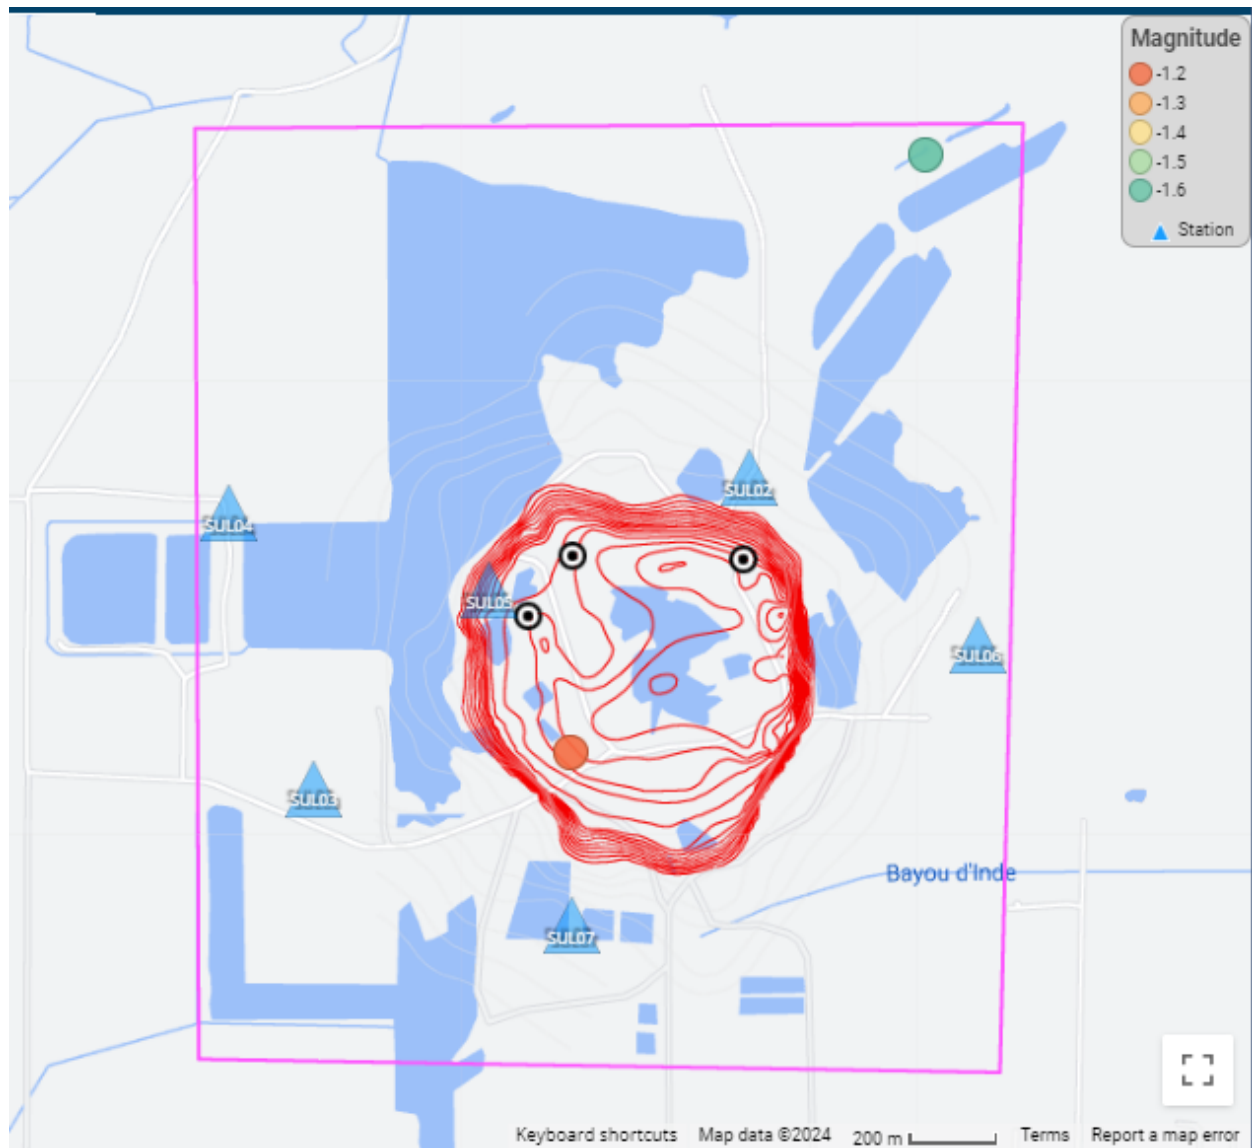 Magnitude
-1.2
-1.3
-1.4
-1.5
-1.6
Station
SUL02
SUL04
SUL05
SUL06
SUL03
Bayou d'Inde
SUL07
Keyboard shortcuts Map data ©2024 200 m Terms Report a map error